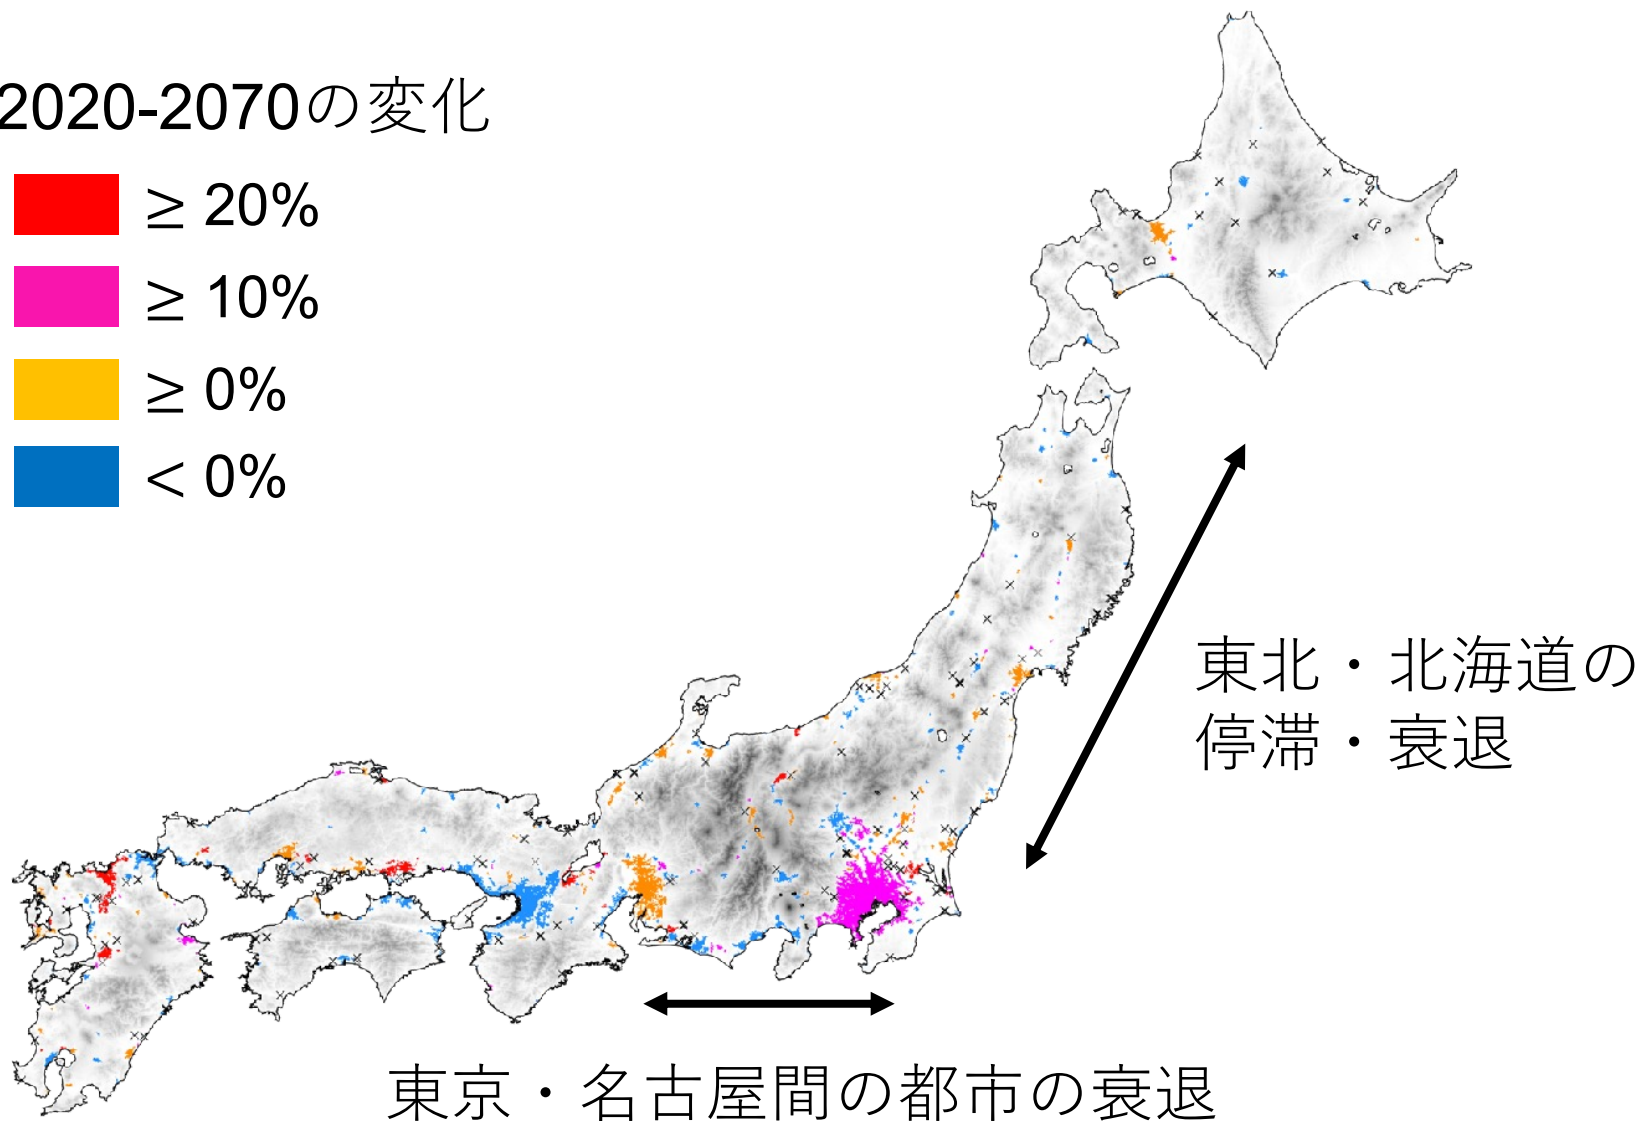 2020-2070の変化
≥ 20%
≥ 10%
≥ 0%
< 0%
東北・北海道の
停滞・衰退
東京・名古屋間の都市の衰退